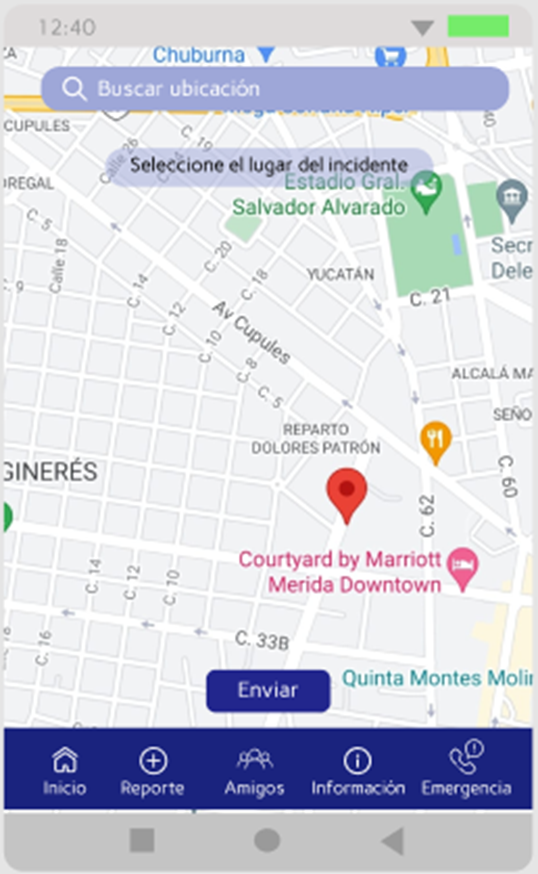 12:40
Chuburna
Buscar ubicación
CUPULES
C. 19
Calle 26
Seleccione el lugar del incidente
Estadio Gral.
Salvador Alvarado
OREGAL
C. 5
Calle 18
C. 20
C. 18
YUCATÁN
Secr
Dele
C. 21
C. 14
C. 12
C. 10
Av Cupules
C. 8
C. 5
ALCALÁ MA
SEÑO
REPARTO
DOLORES PATRÓN
GINERÉS
C. 62
C. 60
Courtyard by Marriott
Merida Downtown
C. 14
C. 12
C. 10
C. 16
C. 33B
Quinta Montes Molin
Enviar
Inicio
Reporte
Amigos
Información
Emergencia